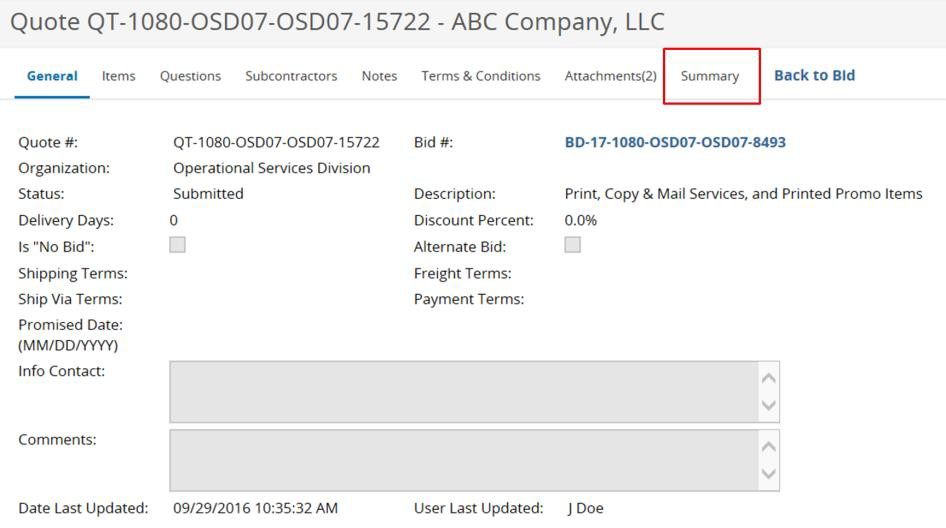 Quote QT-1080-OSD07-OSD07-15722 - ABC Company, LLC
General Items Questions Subcontractors Notes Terms & Conditions Attachments(2) Summary Back to Bid
Quote #: QT-1080-OSD07-OSD07-15722 Bid #: BD-17-1080-OSD07-OSD07-8493
Organization: Operational Services Division
Status: Submitted Description: Print, Copy & Mail Services, and Printed Promo Items
Delivery Days: 0 Discount Percent: 0.0%
Is "No Bid": Alternate Bid:
Shipping Terms: Freight Terms:
Ship Via Terms: Payment Terms:
Promised Date:
(MM/DD/YYYY)
Info Contact:
Comments:
Date Last Updated: 09/29/2016 10:35:32 AM User Last Updated: J Doe